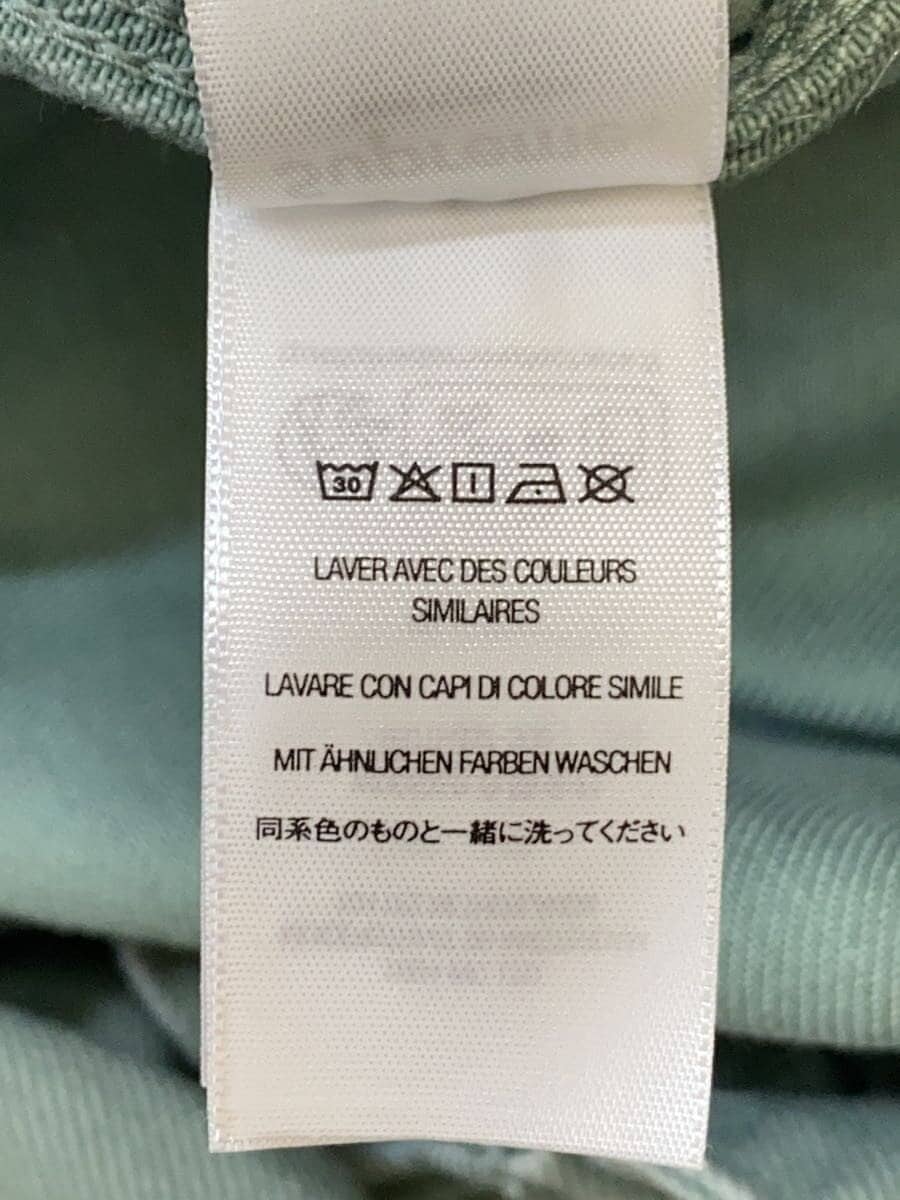 30
LAVER AVEC DES COULEURS
SIMILAIRES
LAVARE CON CAPI DI COLORE SIMILE
MIT ÄHNLICHEN FARBEN WASCHEN
同系色のものと一緒に洗ってください